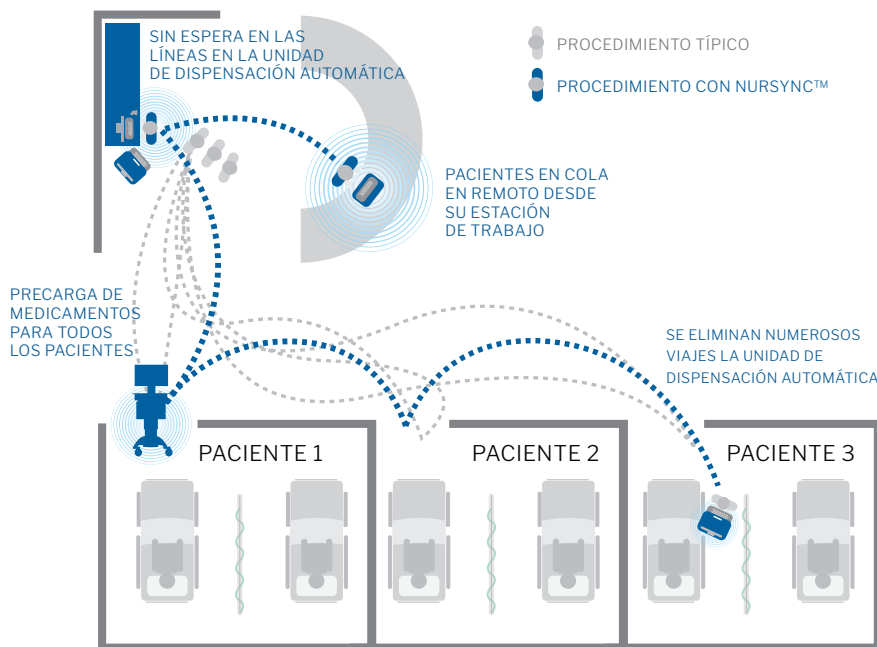 SIN ESPERA EN LAS
LÍNEAS EN LA UNIDAD
DE DISPENSACIÓN AUTOMÁTICA
PROCEDIMIENTO TÍPICO
PROCEDIMIENTO CON NURSYNC™
PACIENTES EN COLA
EN REMOTO DESDE
SU ESTACIÓN
DE TRABAJO
PRECARGA DE
MEDICAMENTOS
PARA TODOS
LOS PACIENTES
SE ELIMINAN NUMEROSOS
VIAJES LA UNIDAD DE
DISPENSACIÓN AUTOMÁTICA
PACIENTE 1
PACIENTE 2
PACIENTE 3